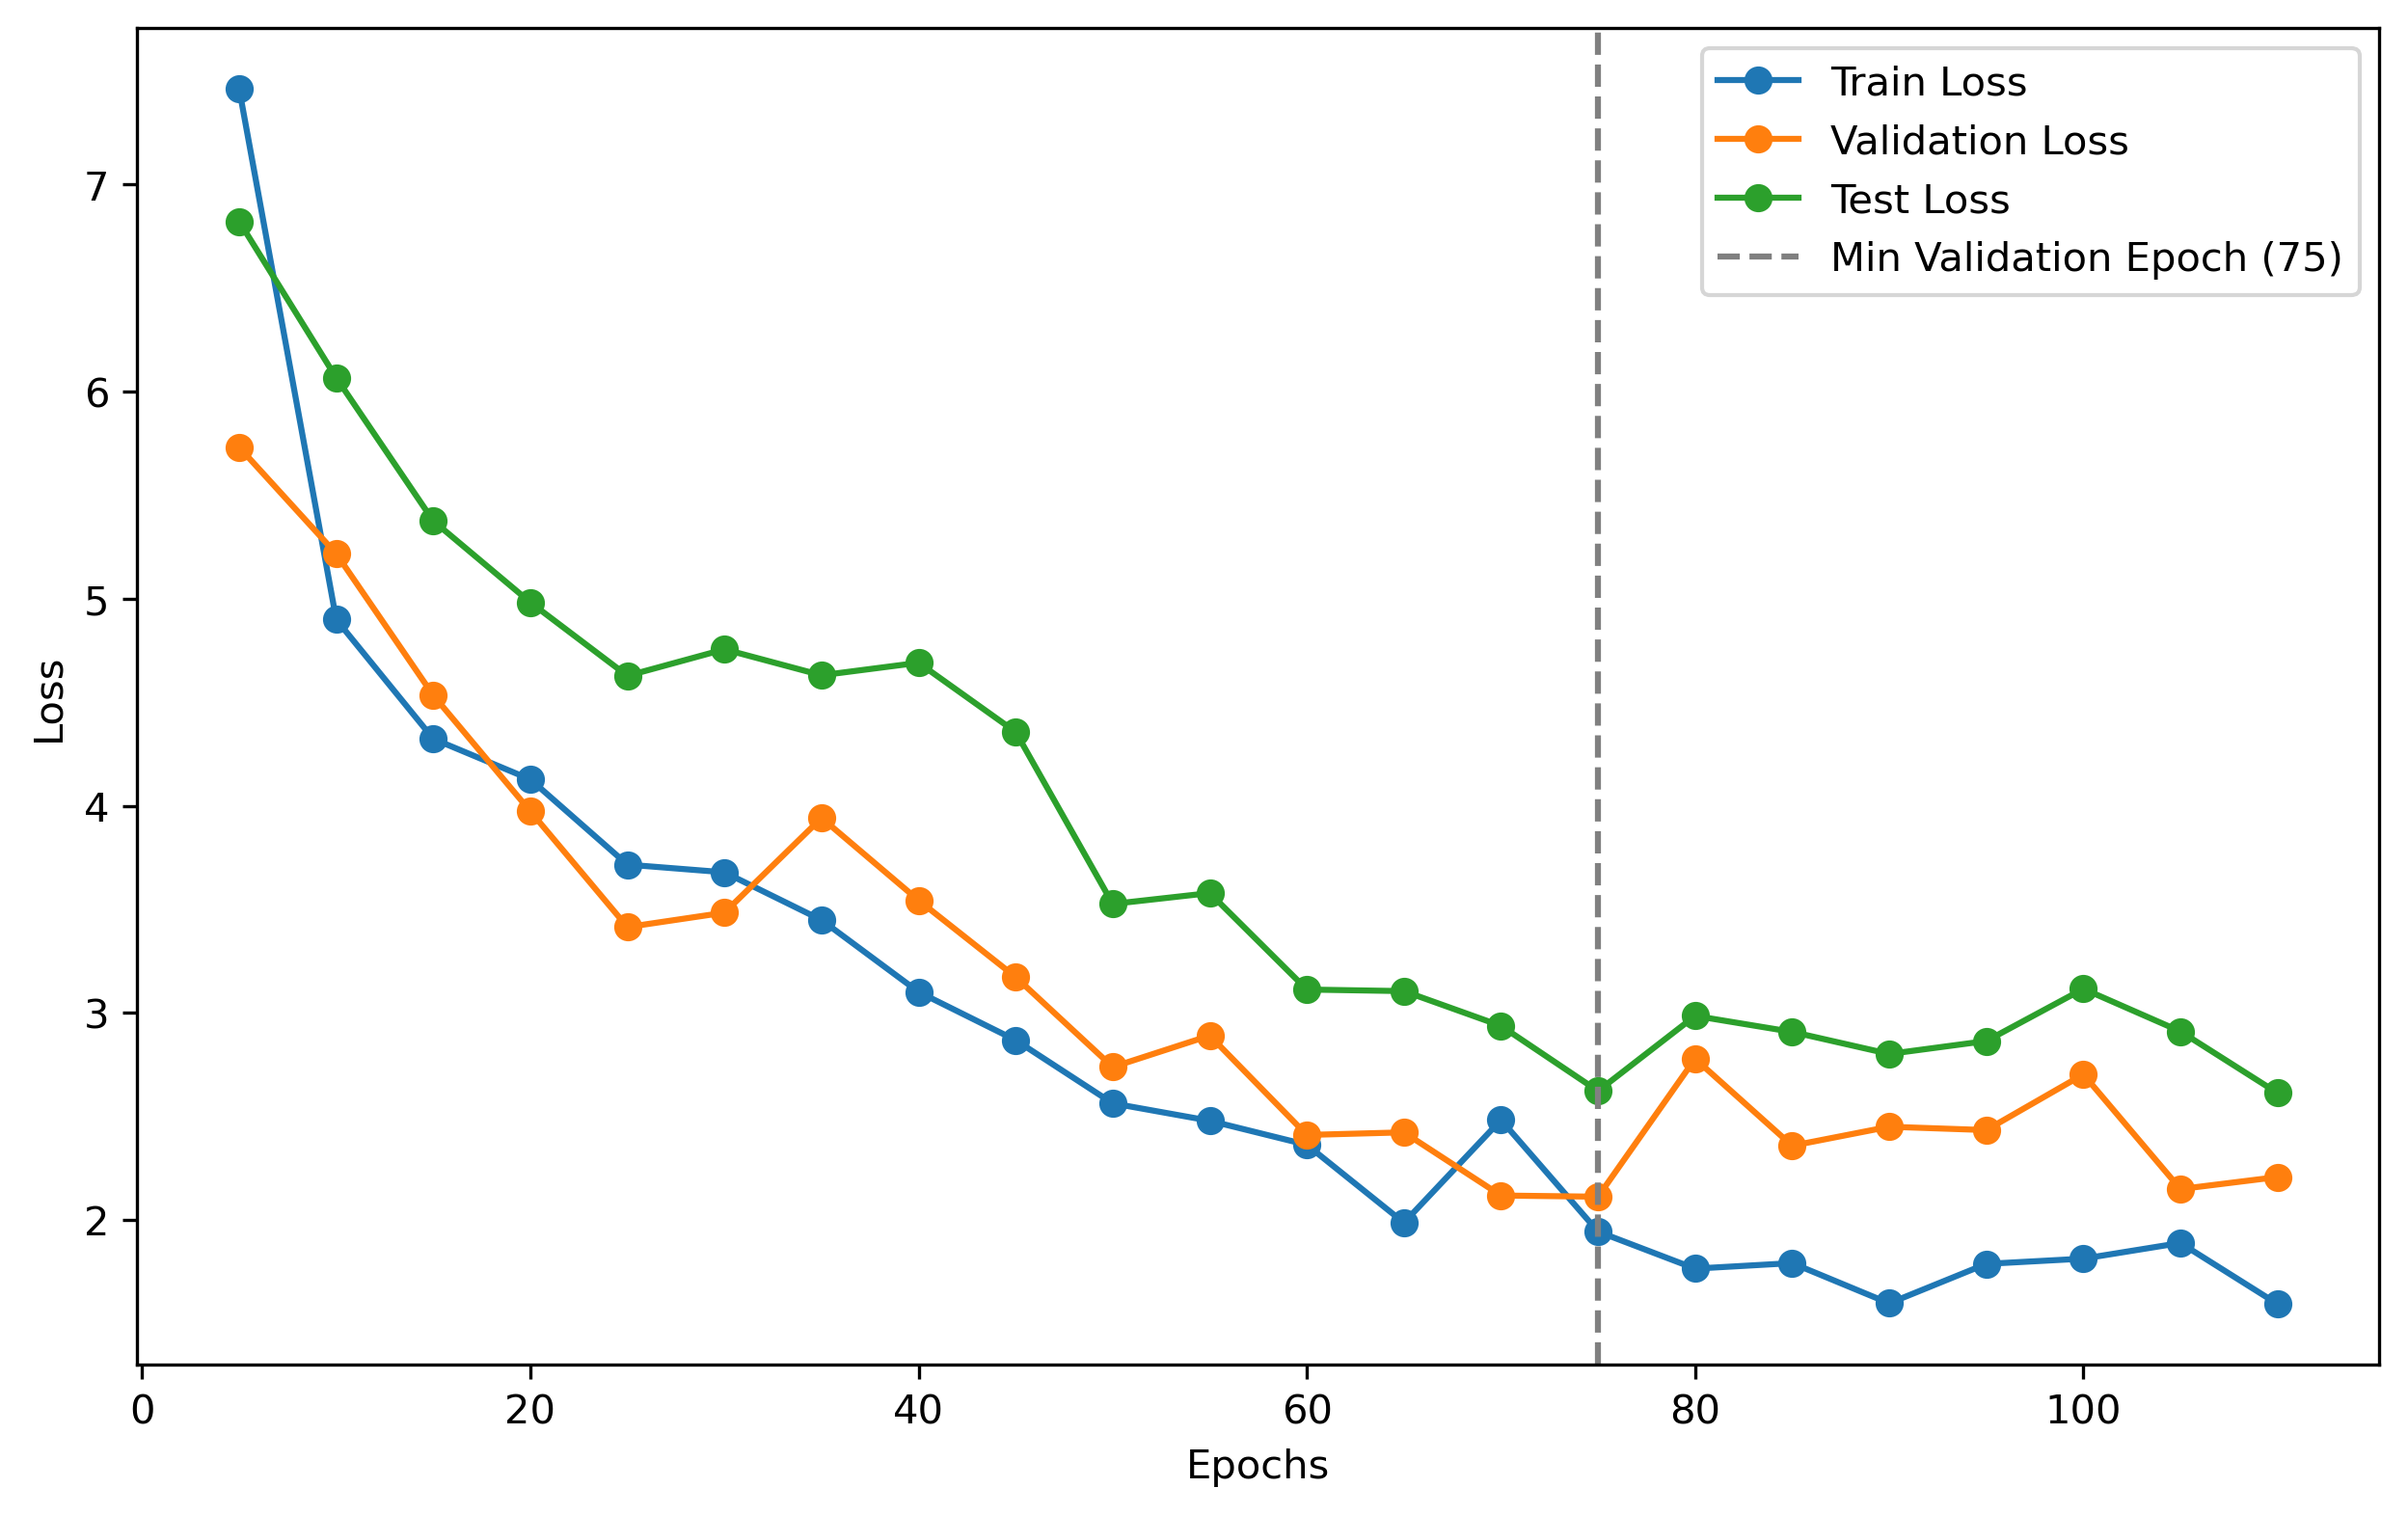 Train Loss
Validation Loss
Test Loss
Min Validation Epoch (75)
7
6
5
4
3
2
Loss
0 20 40 60 80 100
Epochs